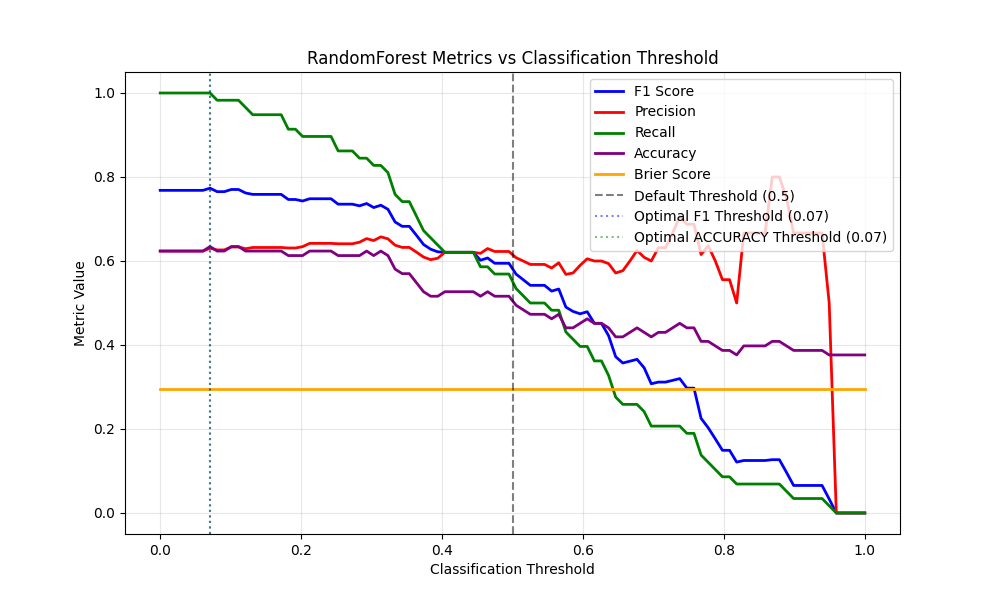 RandomForest Metrics vs Classification Threshold
F1 Score
Precision
Recall
Accuracy
Brier Score
Default Threshold (0.5)
Optimal F1 Threshold (0.07)
Optimal ACCURACY Threshold (0.07)
Metric Value
1.0
0.8
0.6
0.4
0.2
0.0
0.0 0.2 0.4 0.6 0.8 1.0
Classification Threshold